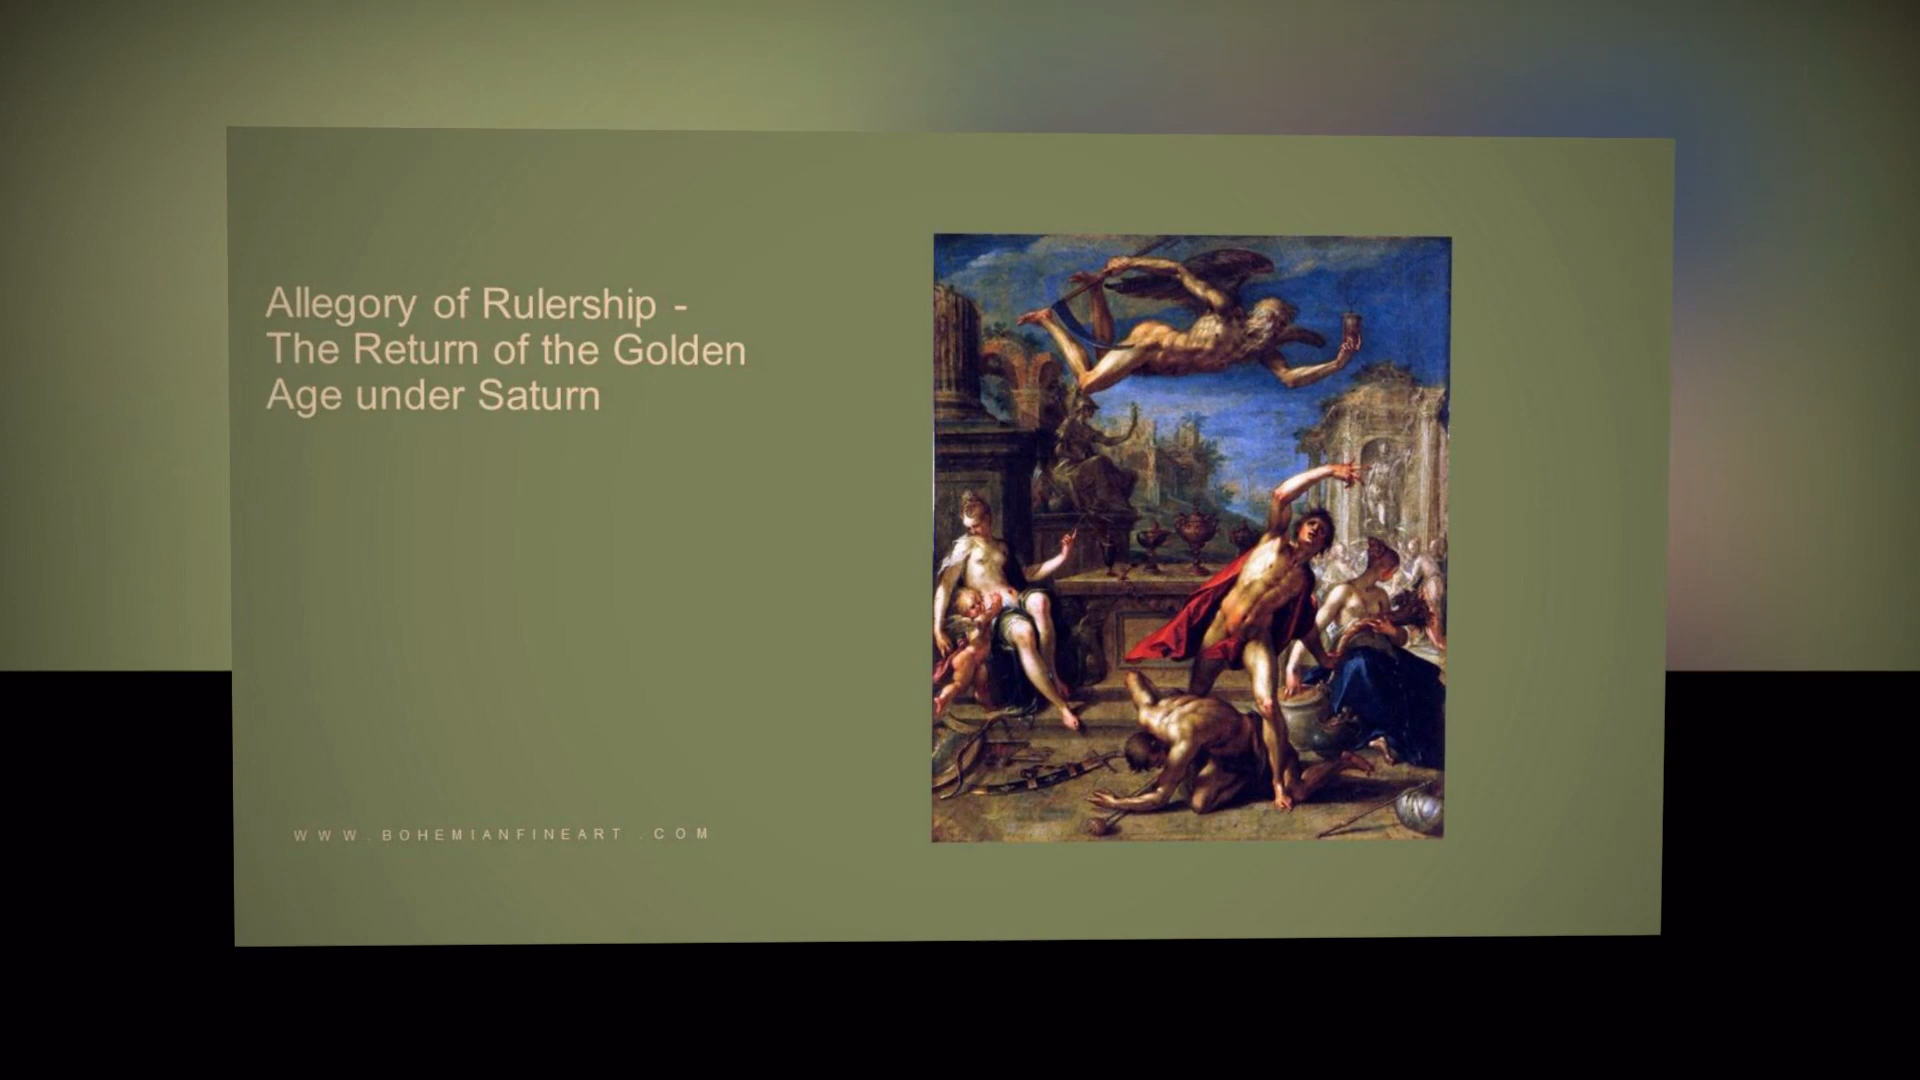 Allegory of Rulership -
The Return of the Golden
Age under Saturn
WWW.BOHEMIANFINEART.COM